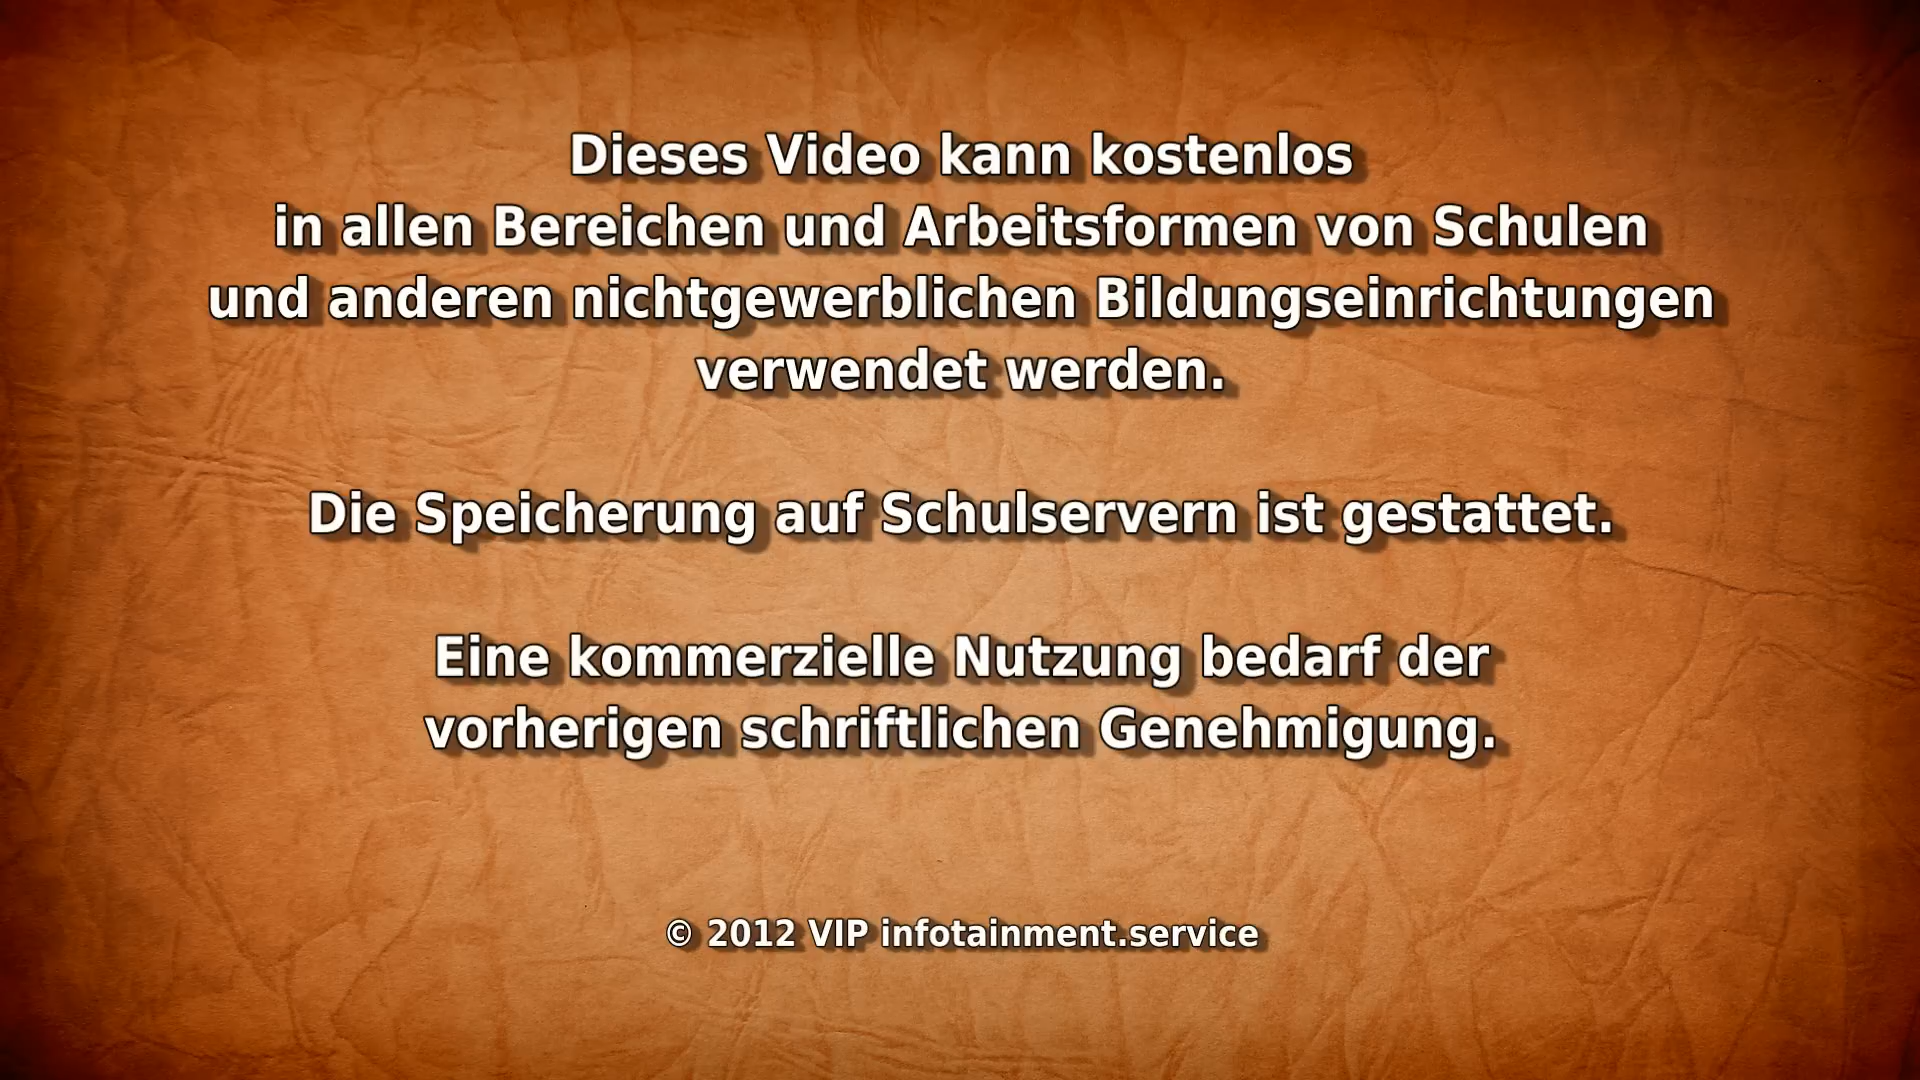 Dieses Video kann kostenlos
in allen Bereichen und Arbeitsformen von Schulen
und anderen nichtgewerblichen Bildungseinrichtungen
verwendet werden.
Die Speicherung auf Schulservern ist gestattet.
Eine kommerzielle Nutzung bedarf der
vorherigen schriftlichen Genehmigung.
© 2012 VIP infotainment.service